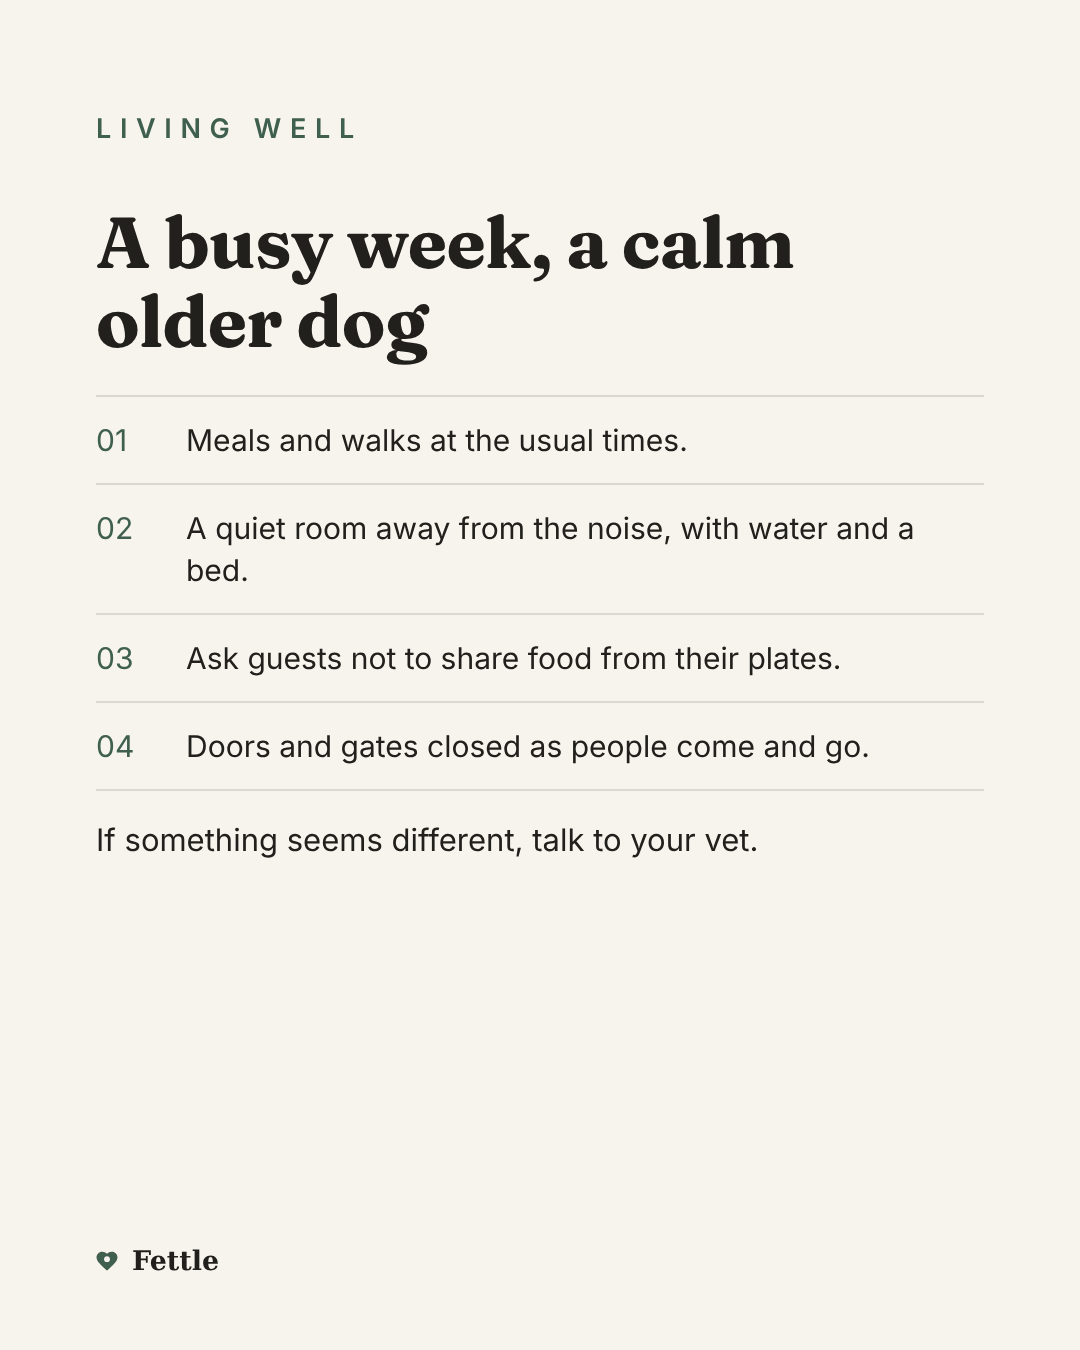 LIVING WELL
A busy week, a calm
older dog
01 Meals and walks at the usual times.
02 A quiet room away from the noise, with water and a
bed.
03 Ask guests not to share food from their plates.
04 Doors and gates closed as people come and go.
If something seems different, talk to your vet.
Fettle